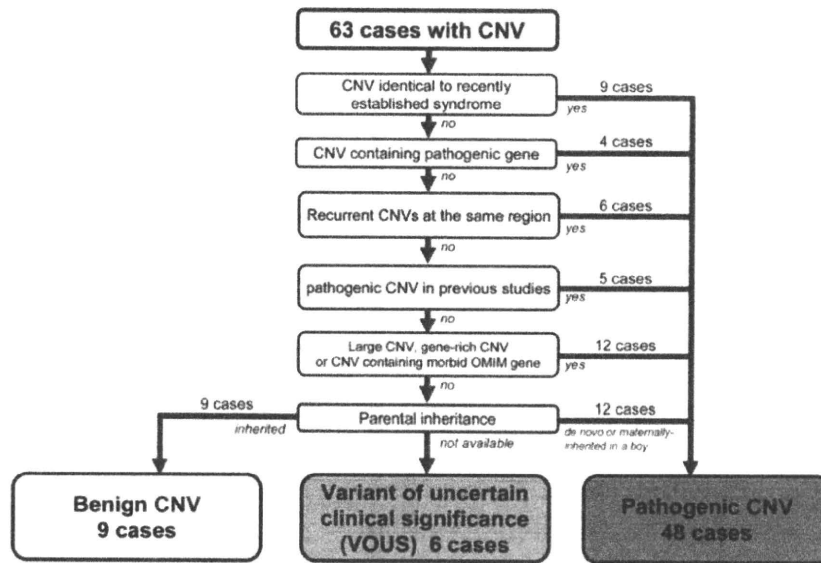 63 cases with CNV
CNV identical to recently
established syndrome
9 cases
yes
no
CNV containing pathogenic gene
4 cases
yes
no
Recurrent CNVs at the same region
6 cases
yes
no
pathogenic CNV in previous studies
5 cases
yes
no
Large CNV, gene-rich CNV
or CNV containing morbid OMIM gene
12 cases
yes
no
9 cases
inherited
Parental inheritance
12 cases
de novo or maternally-
inherited in a boy
not available
Benign CNV
9 cases
Variant of uncertain
clinical significance
(VOUS) 6 cases
Pathogenic CNV
48 cases